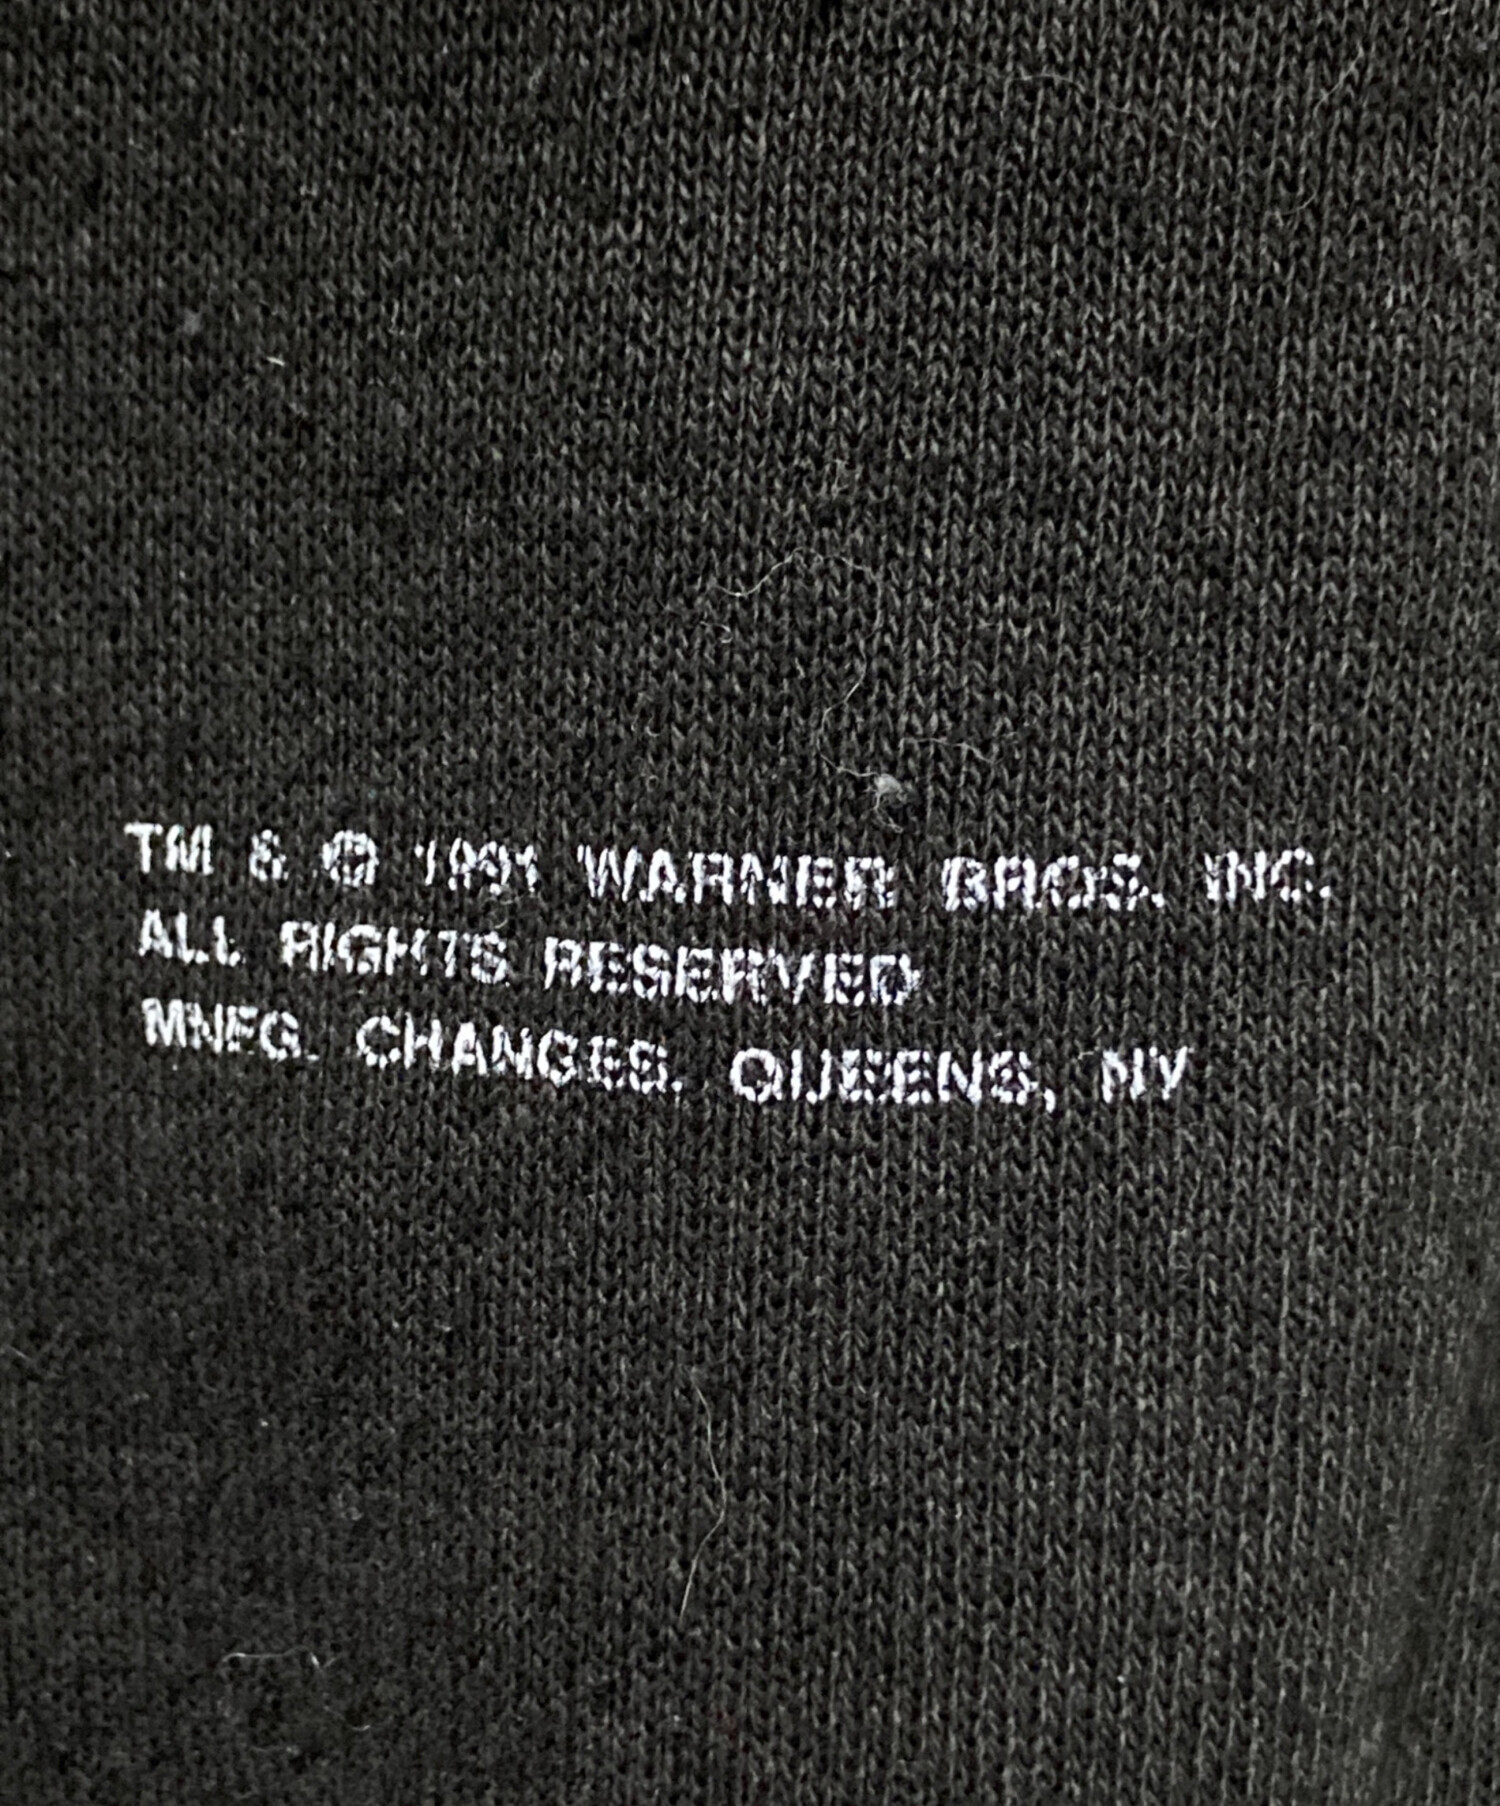 TM & © 1991 WARNER BROS. INC.
ALL RIGHTS RESERVED
MNFG. CHANGES. QUEENS, NY